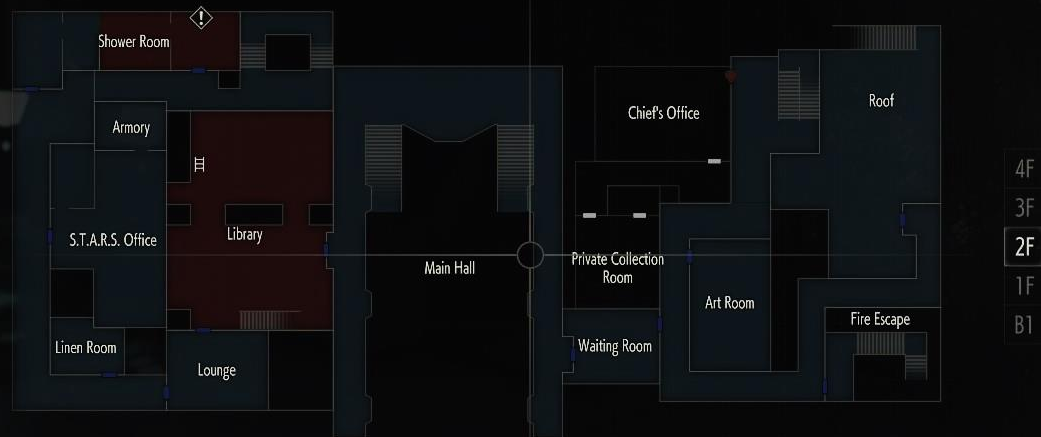 !
Shower Room
Armory
S.T.A.R.S. Office
Library
Linen Room
Lounge
Main Hall
Chief's Office
Roof
Private Collection
Room
Art Room
Waiting Room
Fire Escape
4F
3F
2F
1F
B1